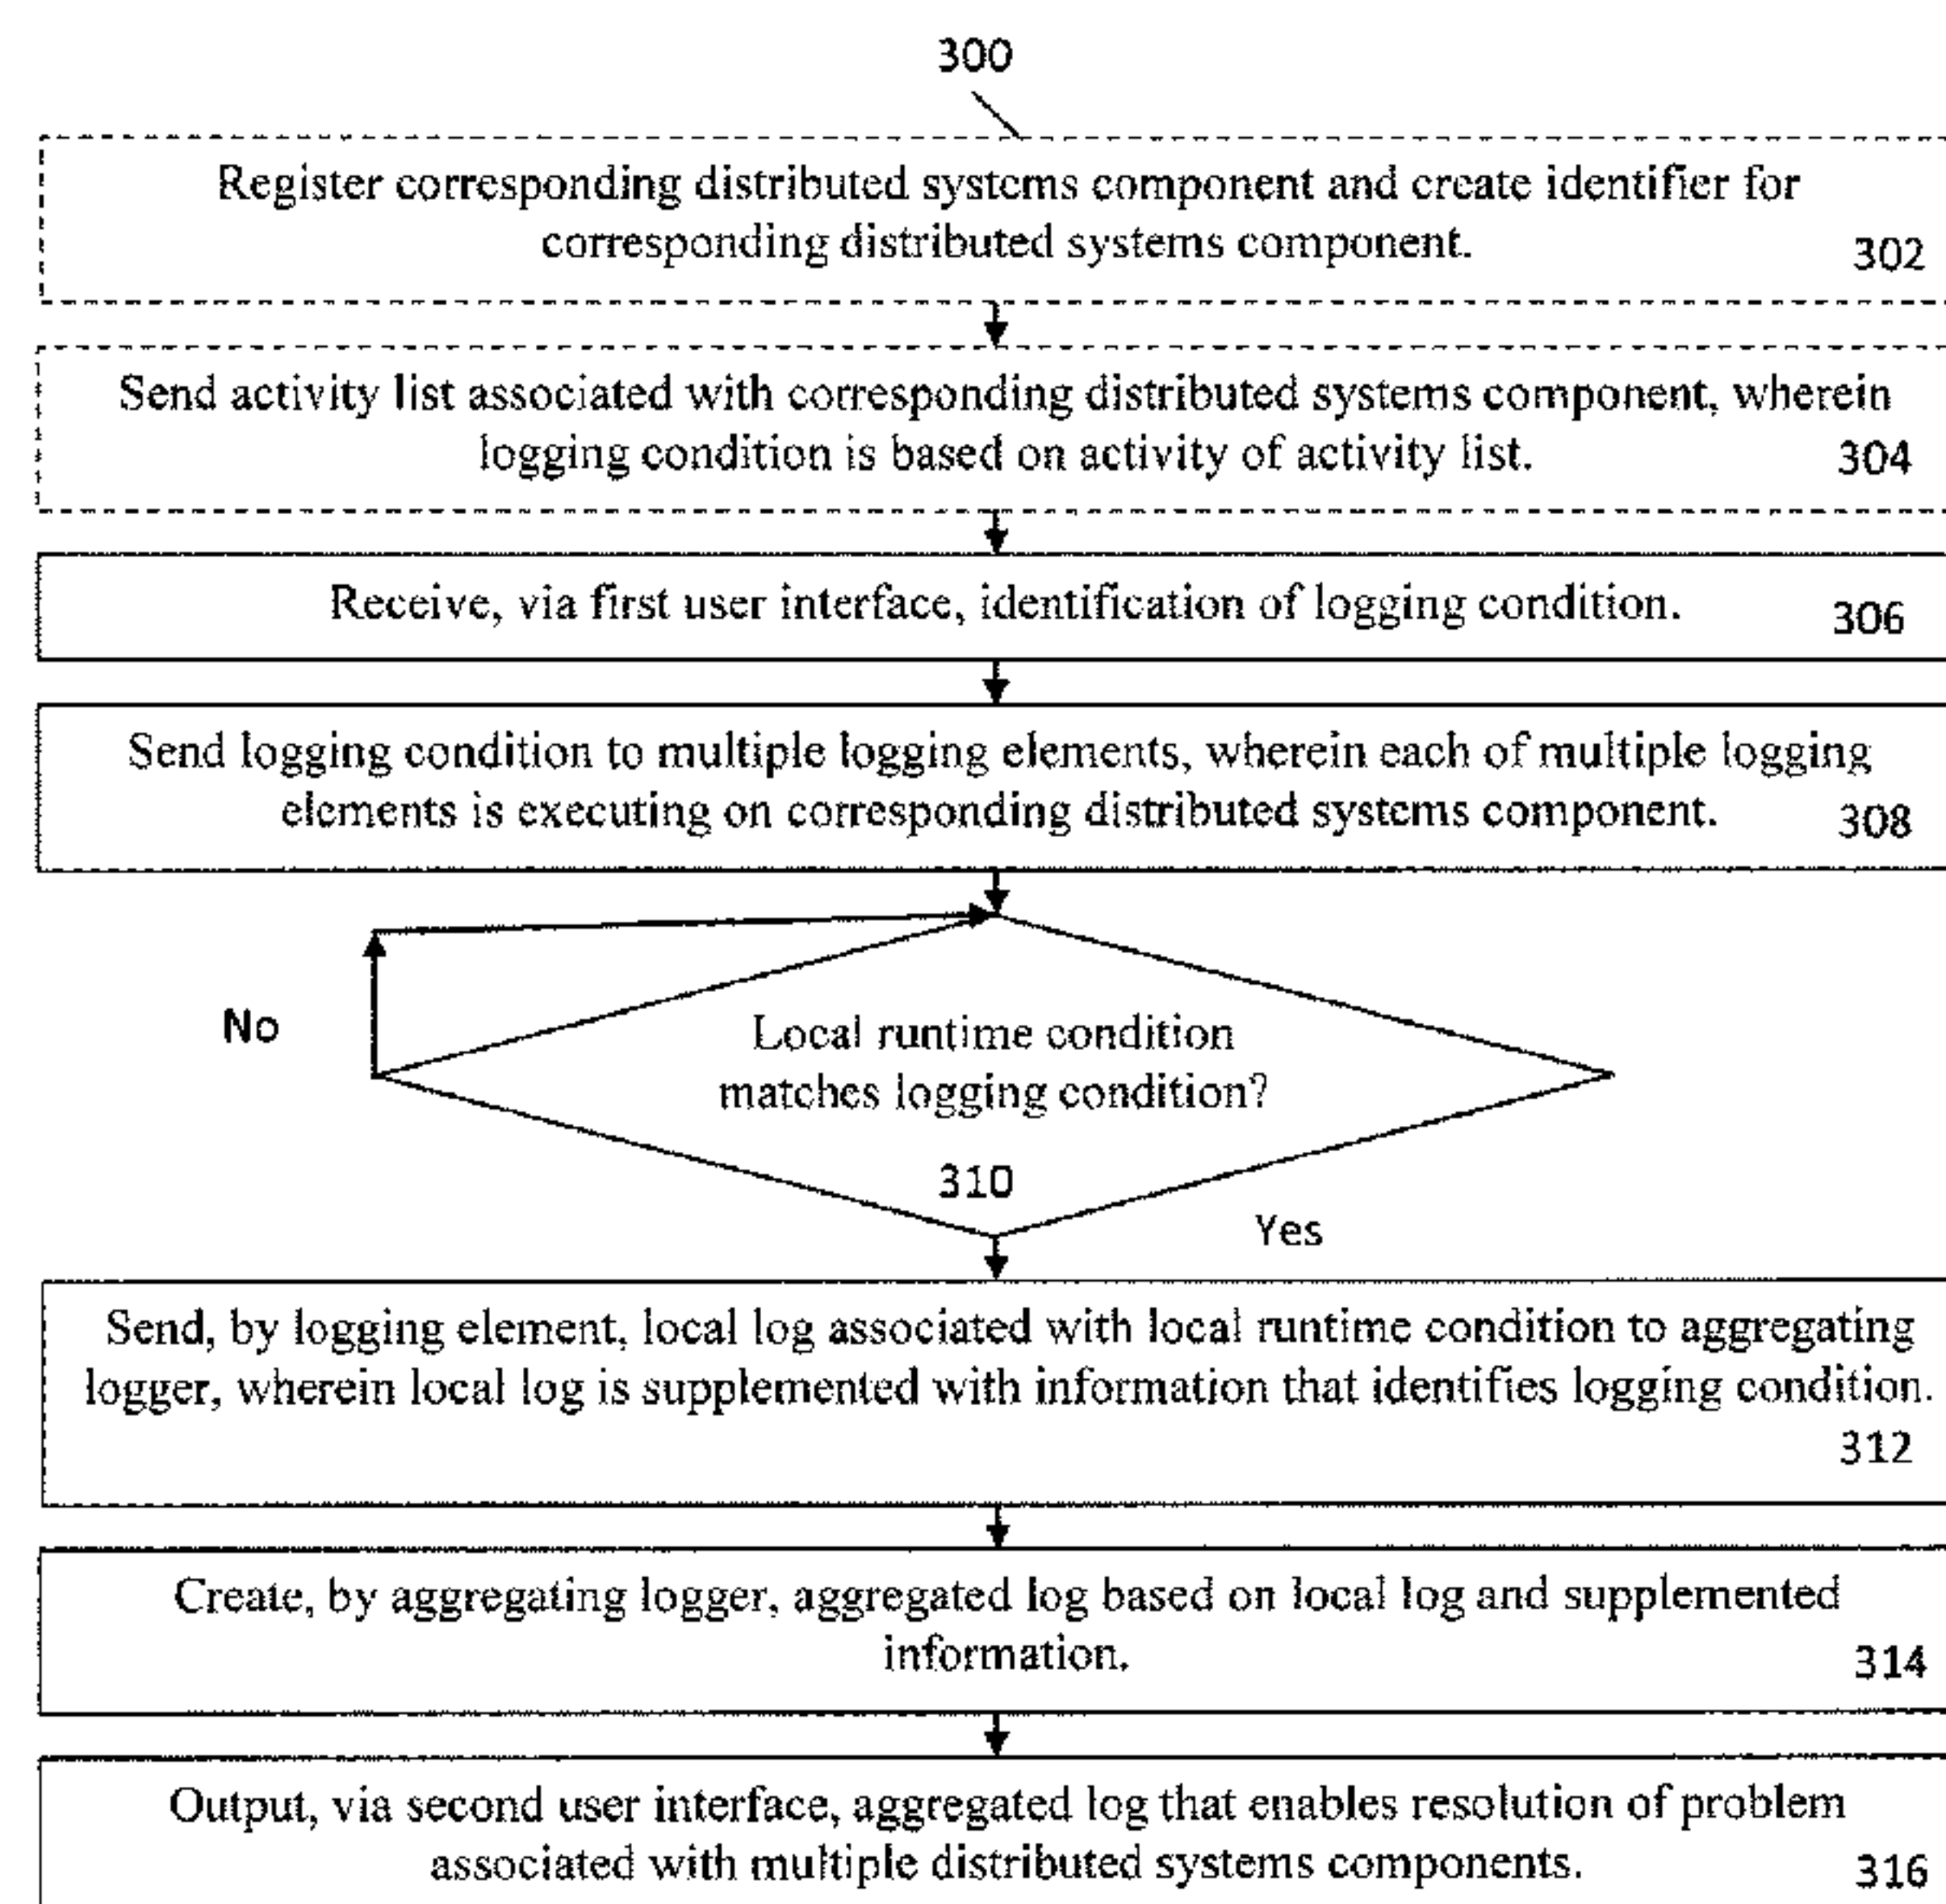 300
Register corresponding distributed systems component and create identifier for
corresponding distributed systems component.
302
Send activity list associated with corresponding distributed systems component, wherein
logging condition is based on activity of activity list.
304
Receive, via first user interface, identification of logging condition.
306
Send logging condition to multiple logging elements, wherein each of multiple logging
elements is executing on corresponding distributed systems component.
308
No
Local runtime condition
matches logging condition?
310
Yes
Send, by logging element, local log associated with local runtime condition to aggregating
logger, wherein local log is supplemented with information that identifies logging condition.
312
Create, by aggregating logger, aggregated log based on local log and supplemented
information.
314
Output, via second user interface, aggregated log that enables resolution of problem
associated with multiple distributed systems components.
316